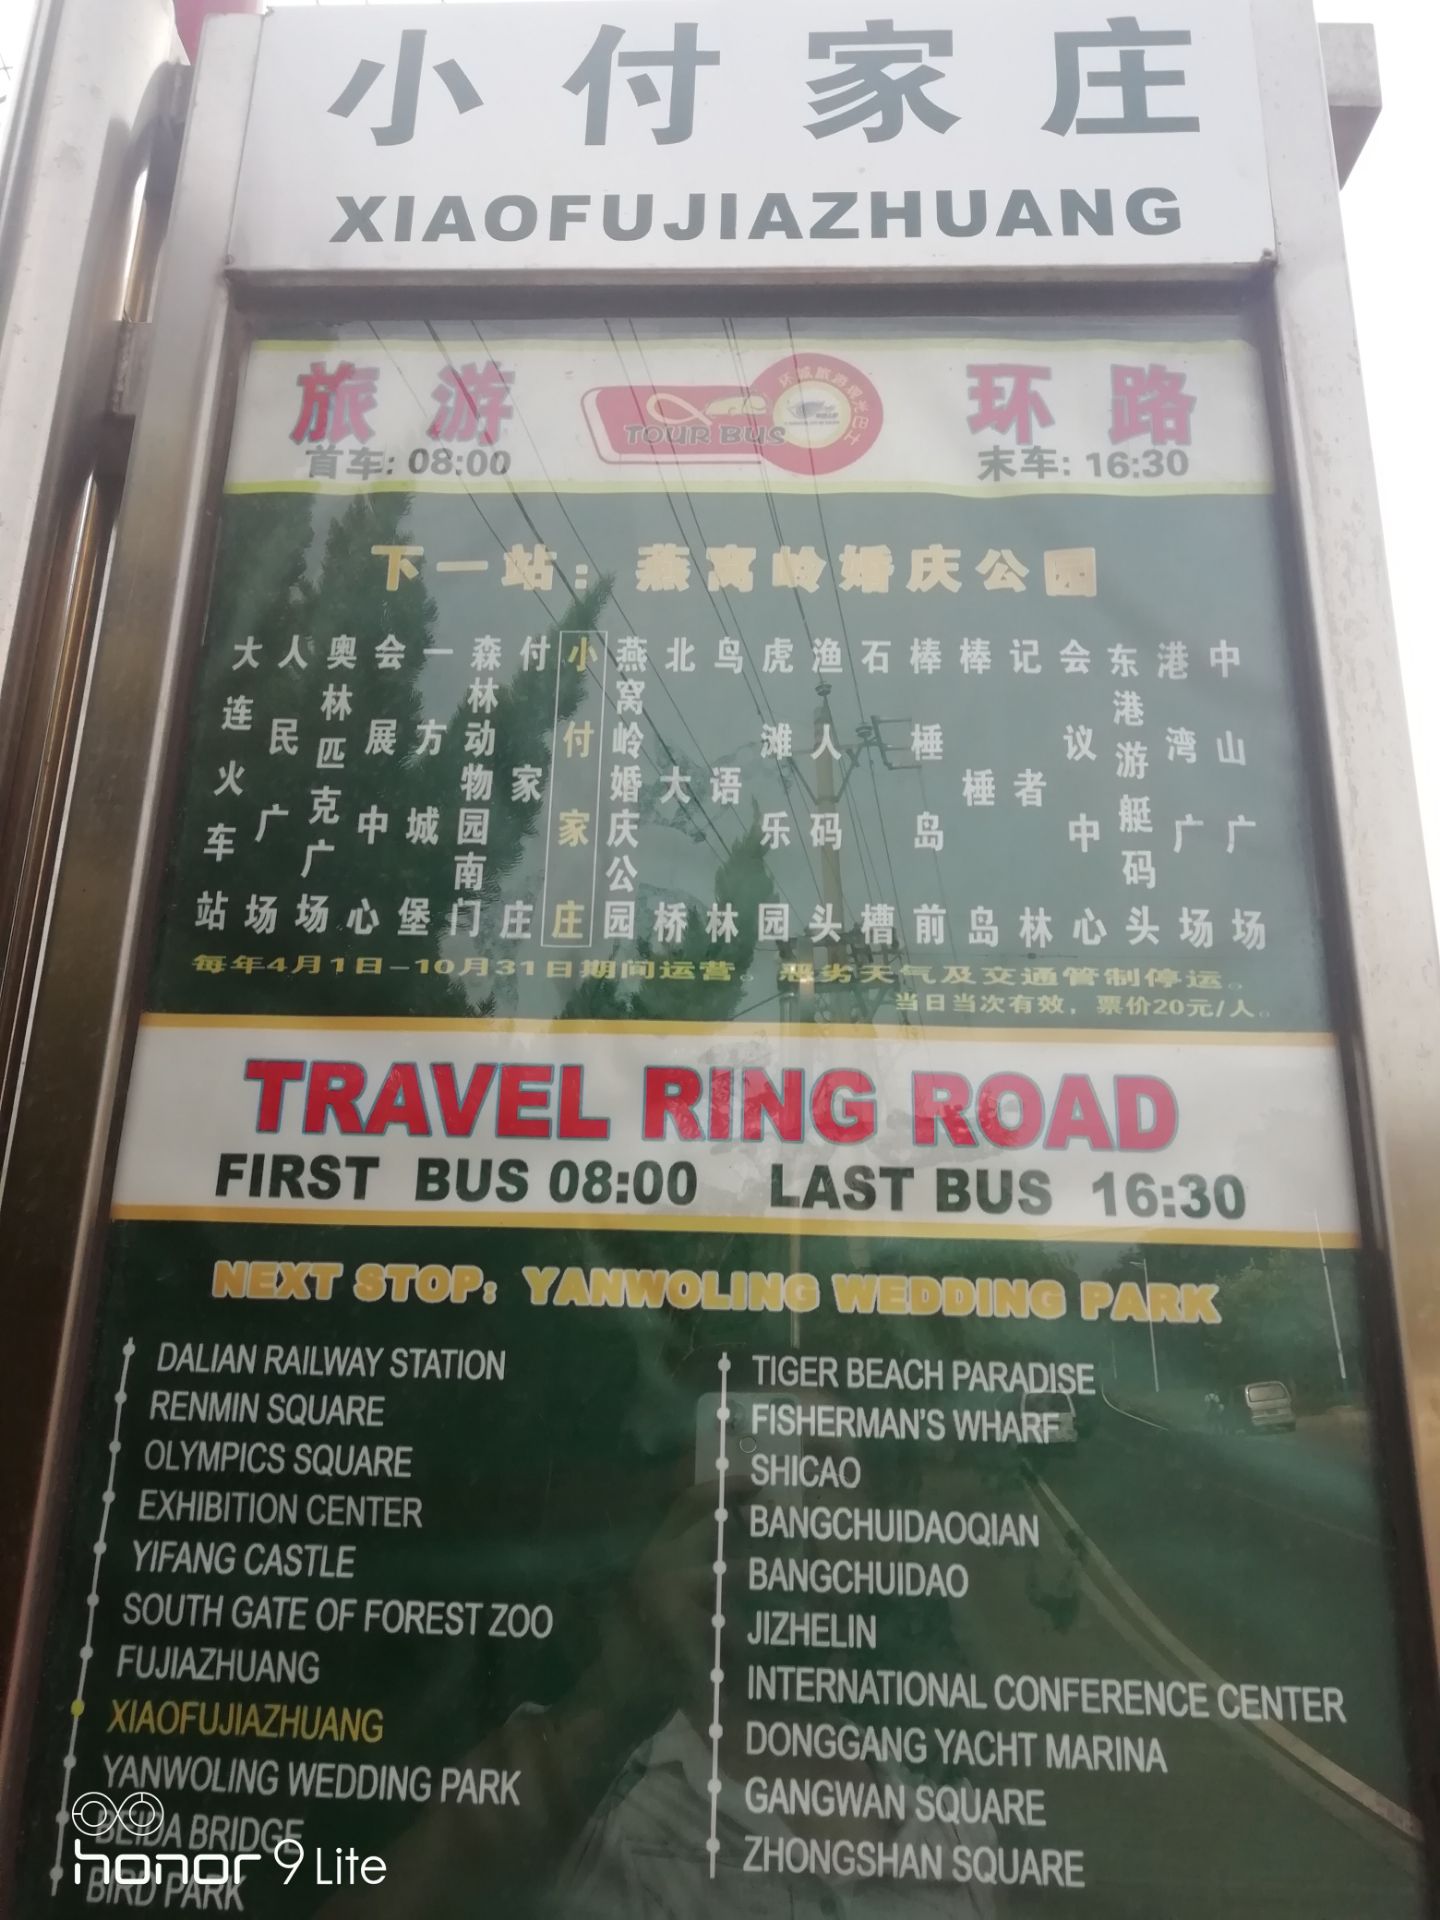 小付家庄
XIAOFUJIAZHUANG
旅游
TOUR BUS
环城旅游观光巴士
环路
首车: 08:00
末车: 16:30
下一站：燕窝岭婚庆公园
大连火车站
人民广场
奥林匹克广场
会展中心
一方城堡
森林动物园南门
付家庄
小付家庄
燕窝岭婚庆公园
北大桥
鸟语林
虎滩乐园
渔人码头
石槽
棒棰岛前
棒棰岛
记者林
会议中心
东港游艇码头
港湾广场
中山广场
每年4月1日-10月31日期间运营。恶劣天气及交通管制停运。
当日当次有效，票价20元/人。
TRAVEL RING ROAD
FIRST BUS 08:00 LAST BUS 16:30
NEXT STOP: YANWOLING WEDDING PARK
DALIAN RAILWAY STATION
RENMIN SQUARE
OLYMPICS SQUARE
EXHIBITION CENTER
YIFANG CASTLE
SOUTH GATE OF FOREST ZOO
FUJIAZHUANG
XIAOFUJIAZHUANG
YANWOLING WEDDING PARK
BEIDA BRIDGE
BIRD PARK
TIGER BEACH PARADISE
FISHERMAN'S WHARF
SHICAO
BANGCHUIDAOQIAN
BANGCHUIDAO
JIZHELIN
INTERNATIONAL CONFERENCE CENTER
DONGGANG YACHT MARINA
GANGWAN SQUARE
ZHONGSHAN SQUARE
honor 9 Lite